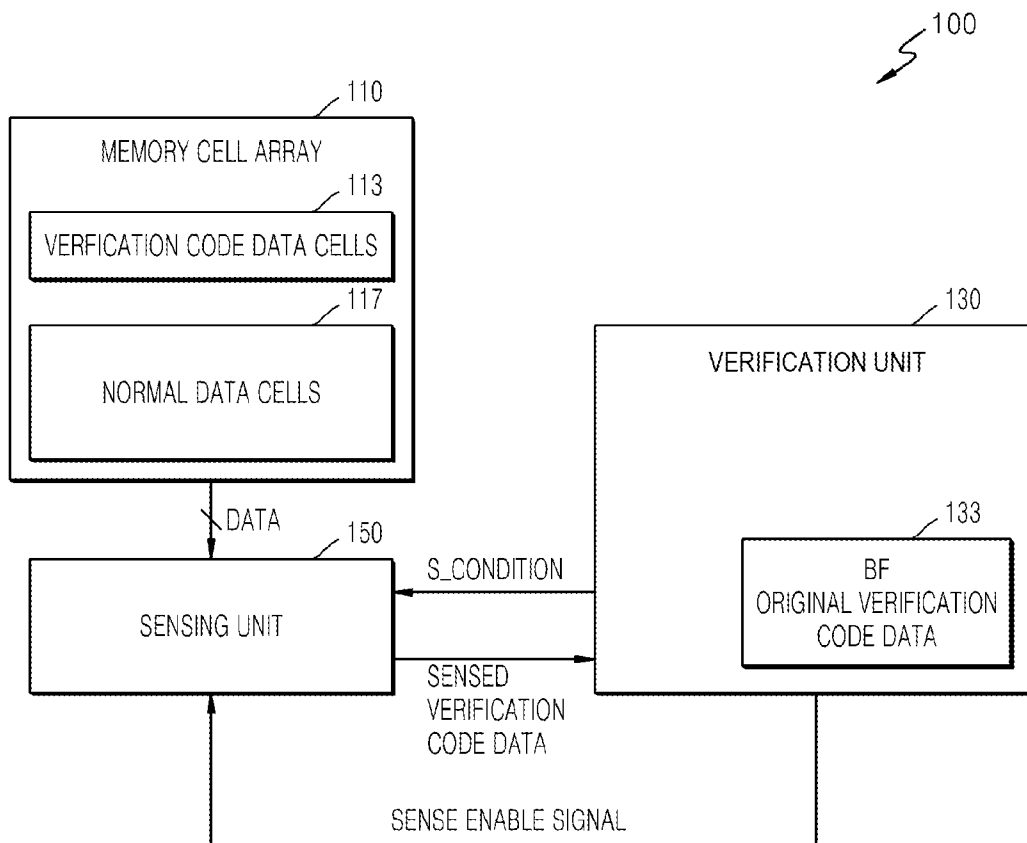 100
110
MEMORY CELL ARRAY
113
VERFICATION CODE DATA CELLS
117
NORMAL DATA CELLS
130
VERIFICATION UNIT
DATA
150
SENSING UNIT
S_CONDITION
133
BF
ORIGINAL VERIFICATION
CODE DATA
SENSED
VERIFICATION
CODE DATA
SENSE ENABLE SIGNAL